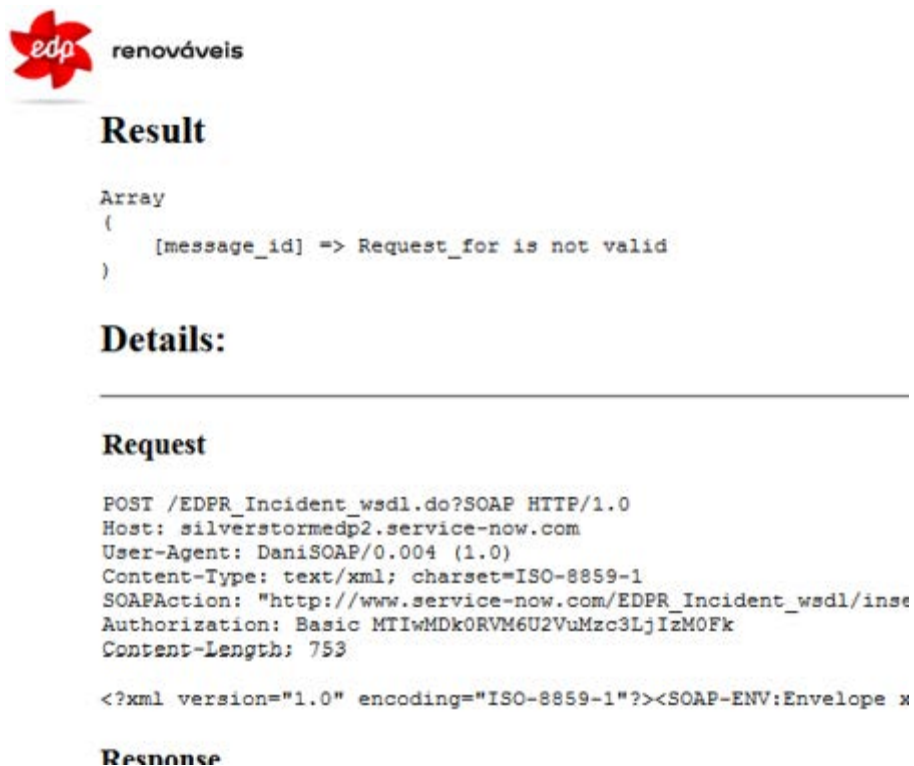 edp renováveis
Result
Array
(
[message_id] => Request_for is not valid
)
Details:
Request
POST /EDPR_Incident_wsdl.do?SOAP HTTP/1.0
Host: silverstormedp2.service-now.com
User-Agent: DaniSOAP/0.004 (1.0)
Content-Type: text/xml; charset=ISO-8859-1
SOAPAction: "http://www.service-now.com/EDPR_Incident_wsdl/inse
Authorization: Basic MTIwMDk0RVM6U2VuMzc3LjIzM0Fk
Content-Length: 753
<?xml version="1.0" encoding="ISO-8859-1"?><SOAP-ENV:Envelope x
Response